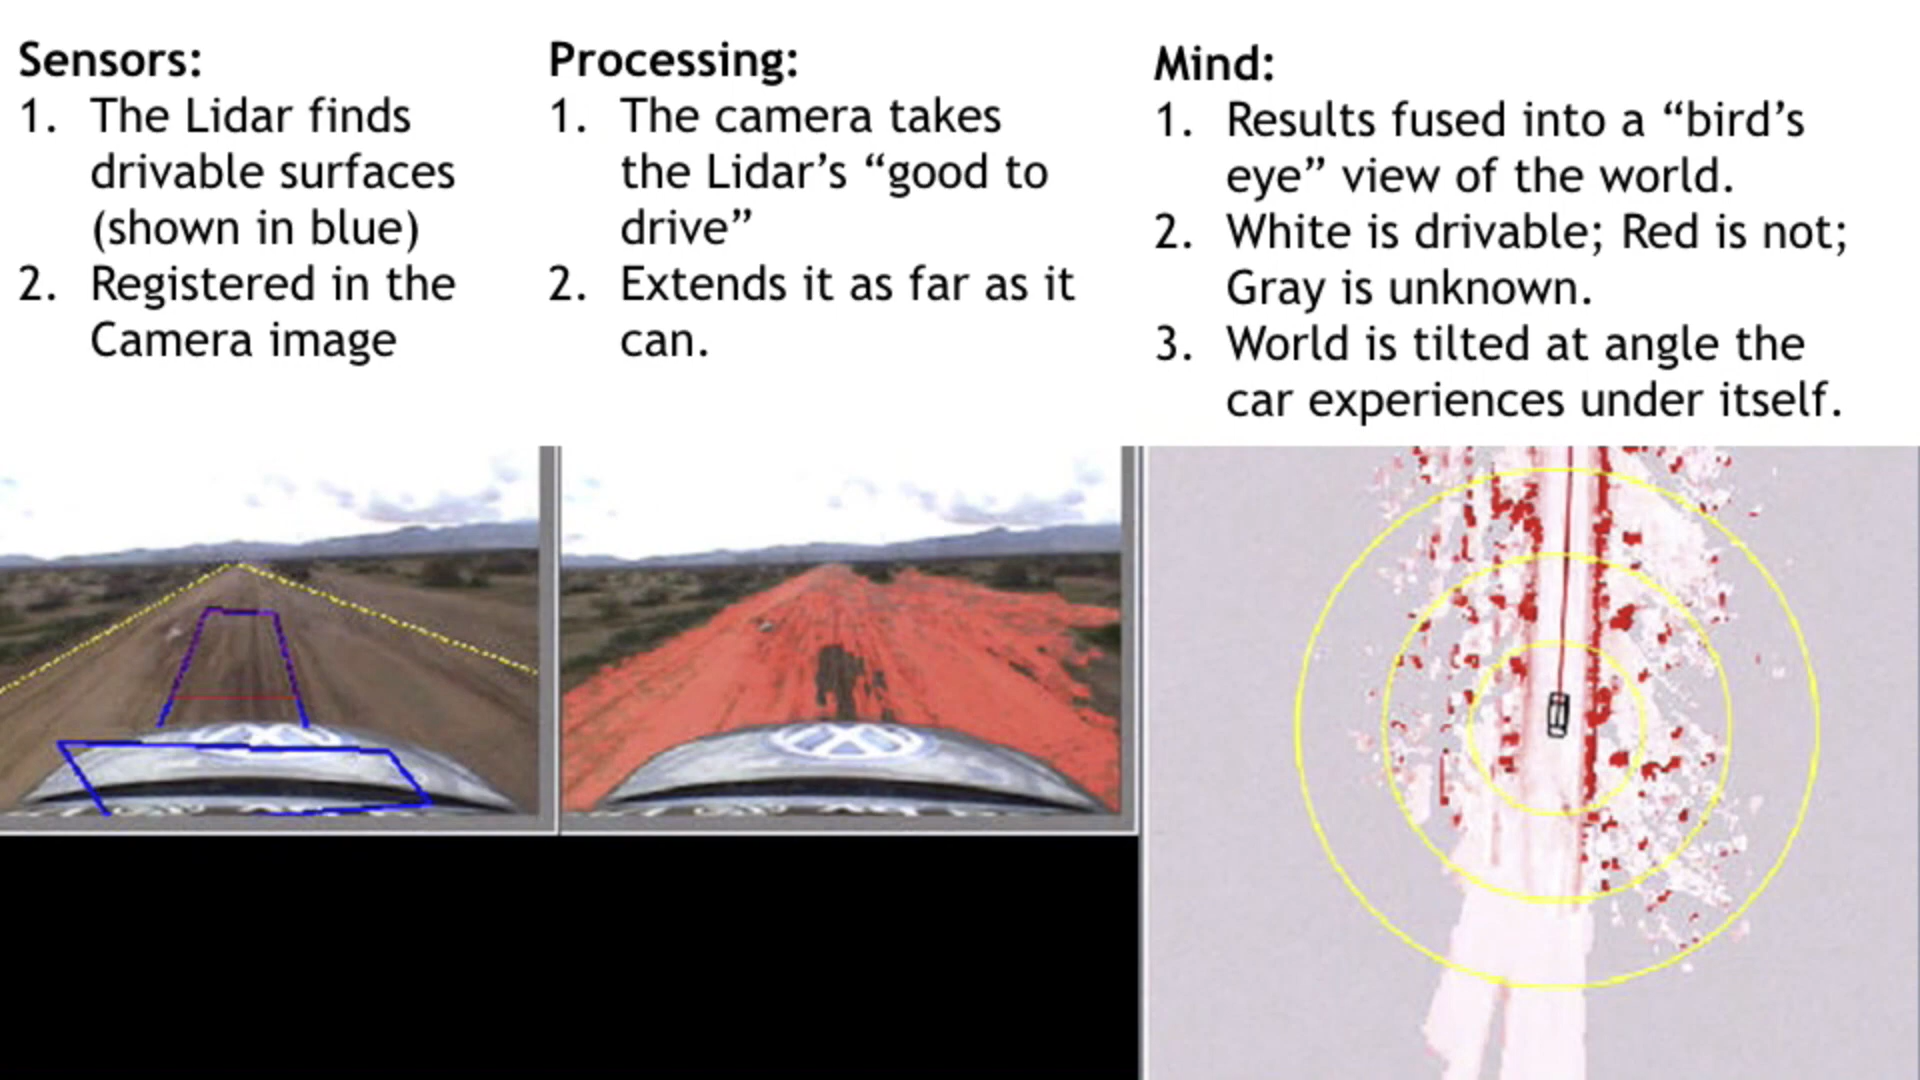 Sensors:
1. The Lidar finds
drivable surfaces
(shown in blue)
2. Registered in the
Camera image
Processing:
1. The camera takes
the Lidar’s “good to
drive”
2. Extends it as far as it
can.
Mind:
1. Results fused into a “bird’s
eye” view of the world.
2. White is drivable; Red is not;
Gray is unknown.
3. World is tilted at angle the
car experiences under itself.